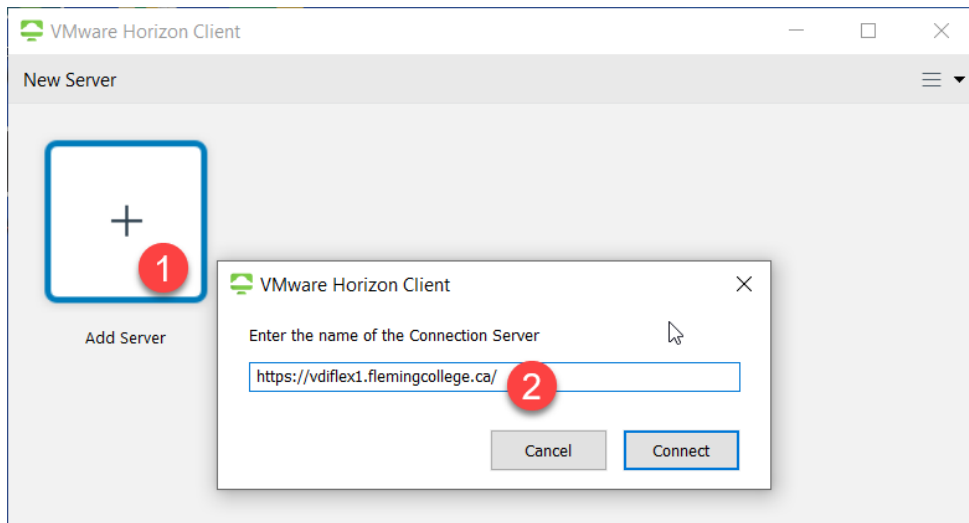 VMware Horizon Client
New Server
+
1
Add Server
VMware Horizon Client
Enter the name of the Connection Server
https://vdiflex1.flemingcollege.ca/
2
Cancel Connect